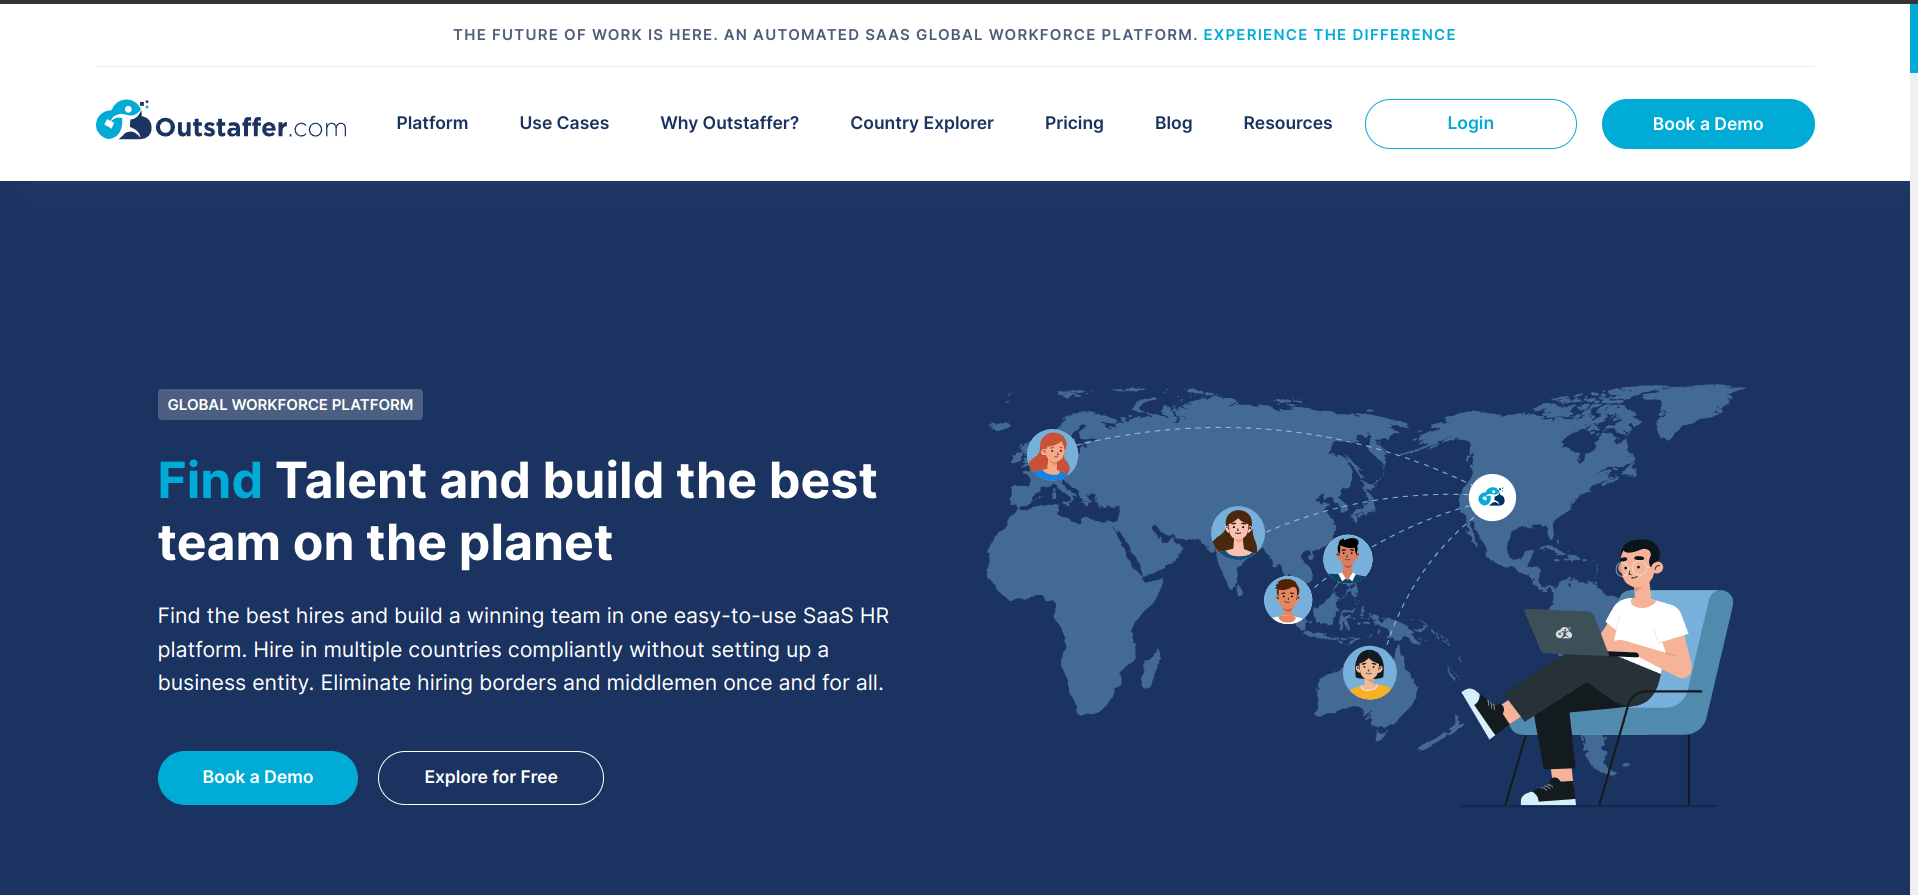 THE FUTURE OF WORK IS HERE. AN AUTOMATED SAAS GLOBAL WORKFORCE PLATFORM. EXPERIENCE THE DIFFERENCE
Outstaffer.com
Platform
Use Cases
Why Outstaffer?
Country Explorer
Pricing
Blog
Resources
Login
Book a Demo
GLOBAL WORKFORCE PLATFORM
Find Talent and build the best
team on the planet
Find the best hires and build a winning team in one easy-to-use SaaS HR
platform. Hire in multiple countries compliantly without setting up a
business entity. Eliminate hiring borders and middlemen once and for all.
Book a Demo
Explore for Free